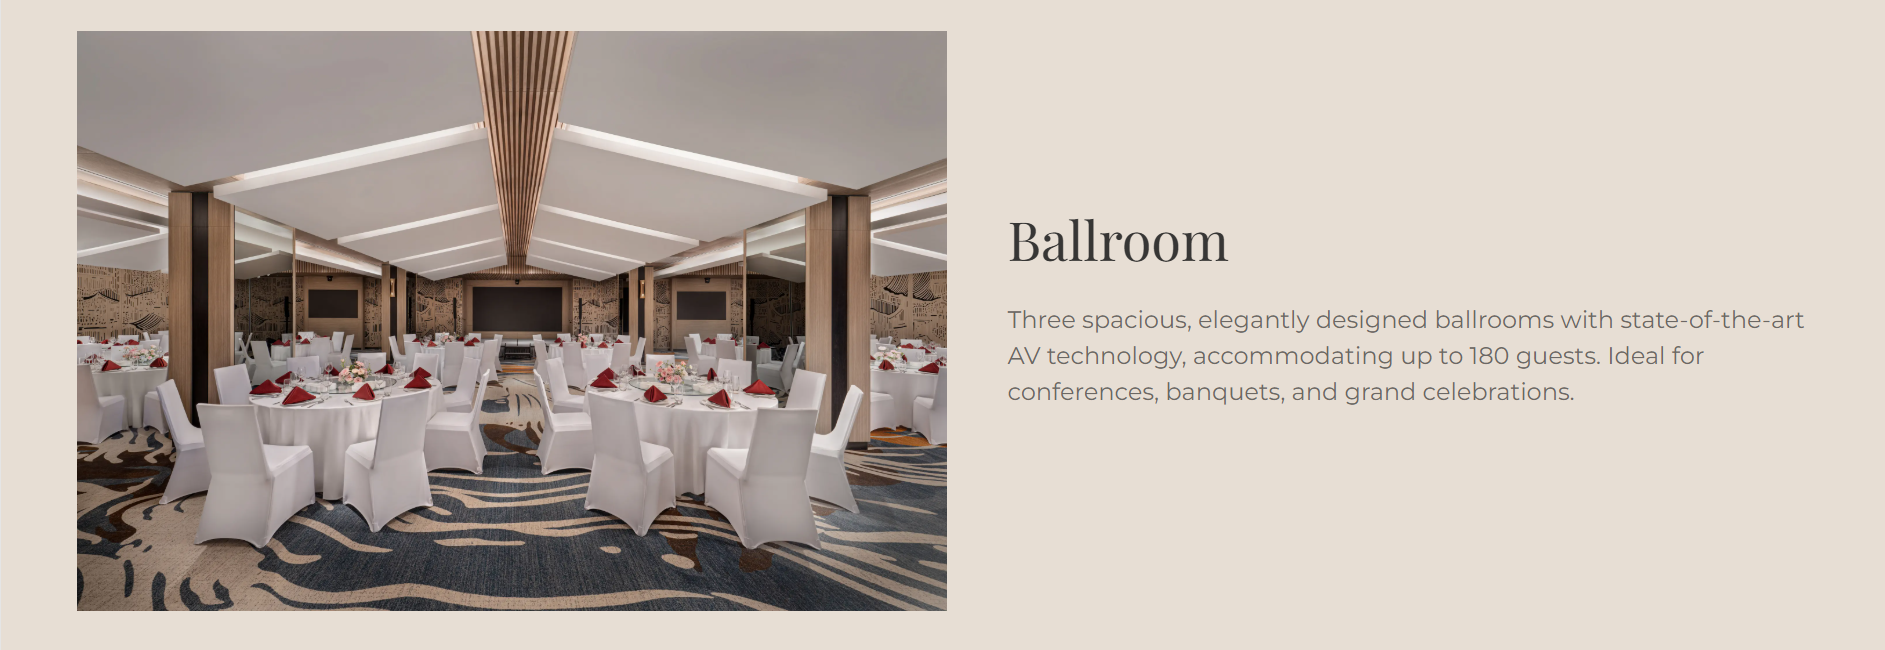 Ballroom
Three spacious, elegantly designed ballrooms with state-of-the-art
AV technology, accommodating up to 180 guests. Ideal for
conferences, banquets, and grand celebrations.